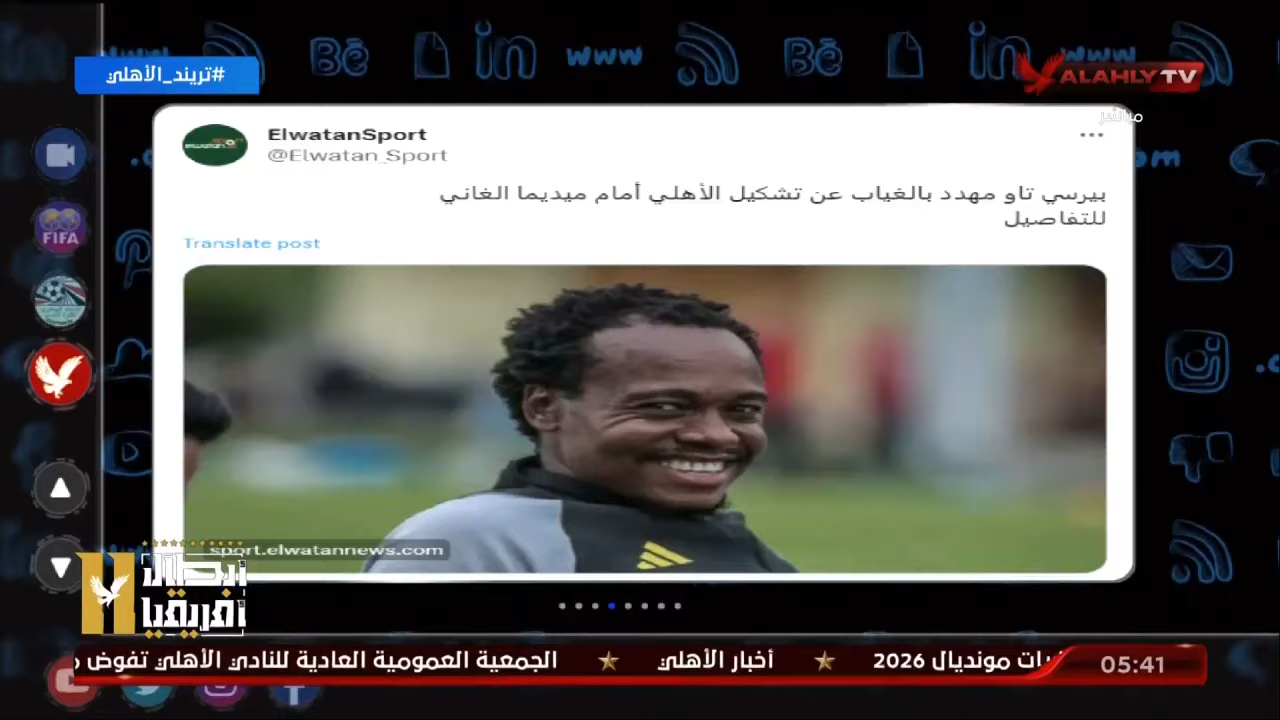 #تريند_الأهلي
ALAHLY TV
مباشر
ElwatanSport
@Elwatan_Sport
بيرسي تاو مهدد بالغياب عن تشكيل الأهلي أمام ميديما الغاني
للتفاصيل
Translate post
FIFA
sport.elwatannews.com
أبطال
أفريقيا
مونديال 2026 ★ أخبار الأهلي ★ الجمعية العمومية العادية للنادي الأهلي تفوض
05:41